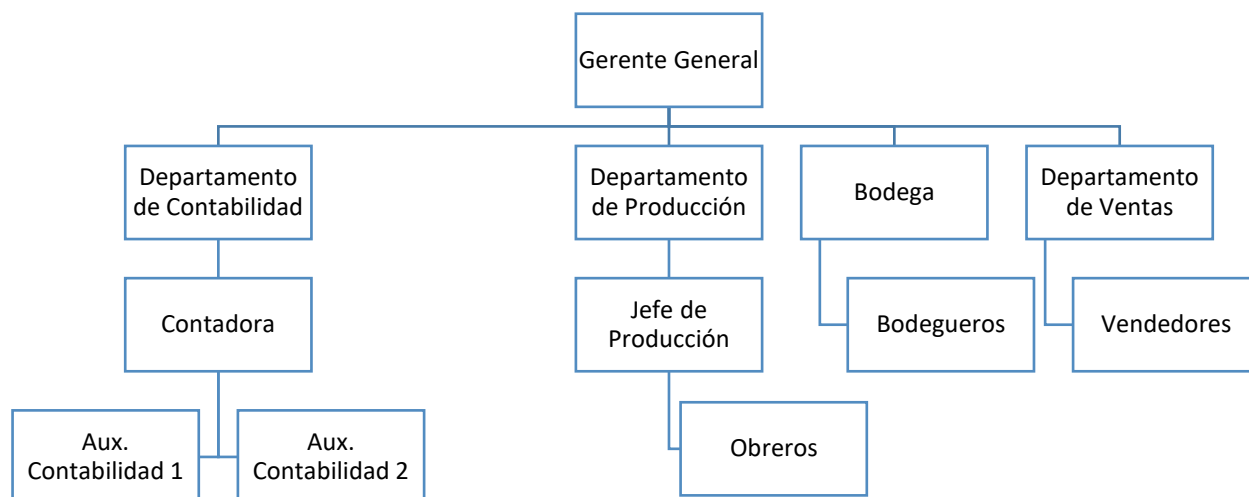 Gerente General
Departamento
de Contabilidad
Departamento
de Producción
Bodega
Departamento
de Ventas
Contadora
Jefe de
Producción
Bodegueros
Vendedores
Aux.
Contabilidad 1
Aux.
Contabilidad 2
Obreros